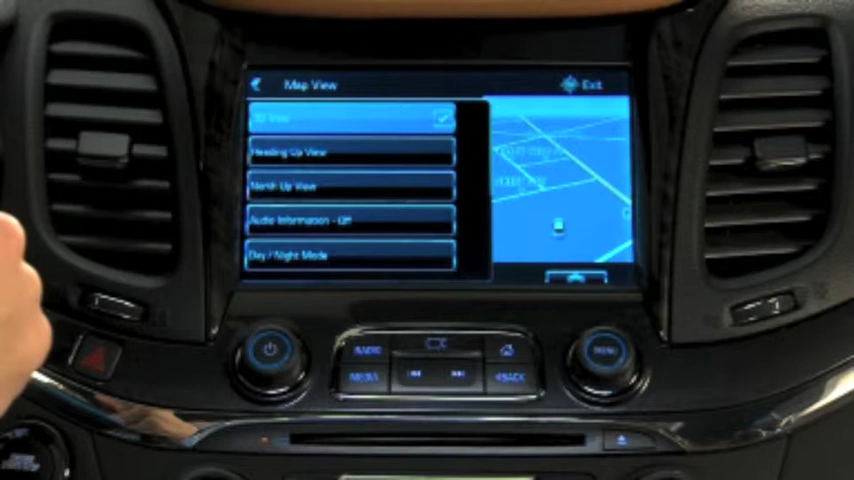 Map View
Exit
3D View
Heading Up View
North Up View
Audio Information - Off
Day / Night Mode
RADIO
MEDIA
BACK
MENU